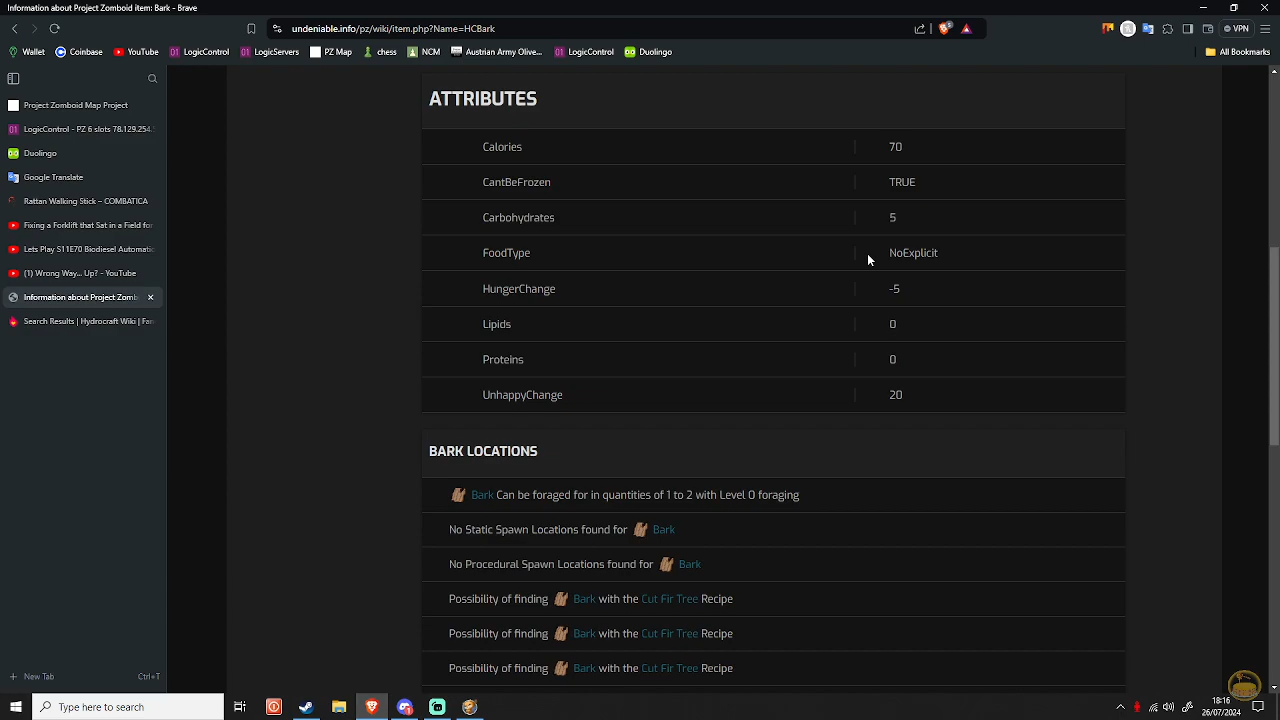 Information about Project Zomboid item: Bark - Brave
undeniable.info/pz/wiki/item.php?Name=HCBark
VPN
Wallet
Coinbase
YouTube
LogicControl
LogicServers
PZ Map
chess
NCM
Austrian Army Olive...
LogicControl
Duolingo
All Bookmarks
Project Zomboid Map Project
LogicControl - PZ 6 slots 78.129.254.
Duolingo
Google Translate
Rattan Walking Stick – COMBATICA
Fixing a Forklift that Sat in a Field for
Lets Play S11E70 Biodiesel Automatic
(1) Wrong Way... Up? - YouTube
Information about Project Zomb
Search Results | Hydrocraft Wiki | Fan
New Tab
Ctrl+T
ATTRIBUTES
Calories 70
CantBeFrozen TRUE
Carbohydrates 5
FoodType NoExplicit
HungerChange -5
Lipids 0
Proteins 0
UnhappyChange 20
BARK LOCATIONS
Bark Can be foraged for in quantities of 1 to 2 with Level 0 foraging
No Static Spawn Locations found for Bark
No Procedural Spawn Locations found for Bark
Possibility of finding Bark with the Cut Fir Tree Recipe
Possibility of finding Bark with the Cut Fir Tree Recipe
Possibility of finding Bark with the Cut Fir Tree Recipe
Type here to search
18:16
26/07/2024